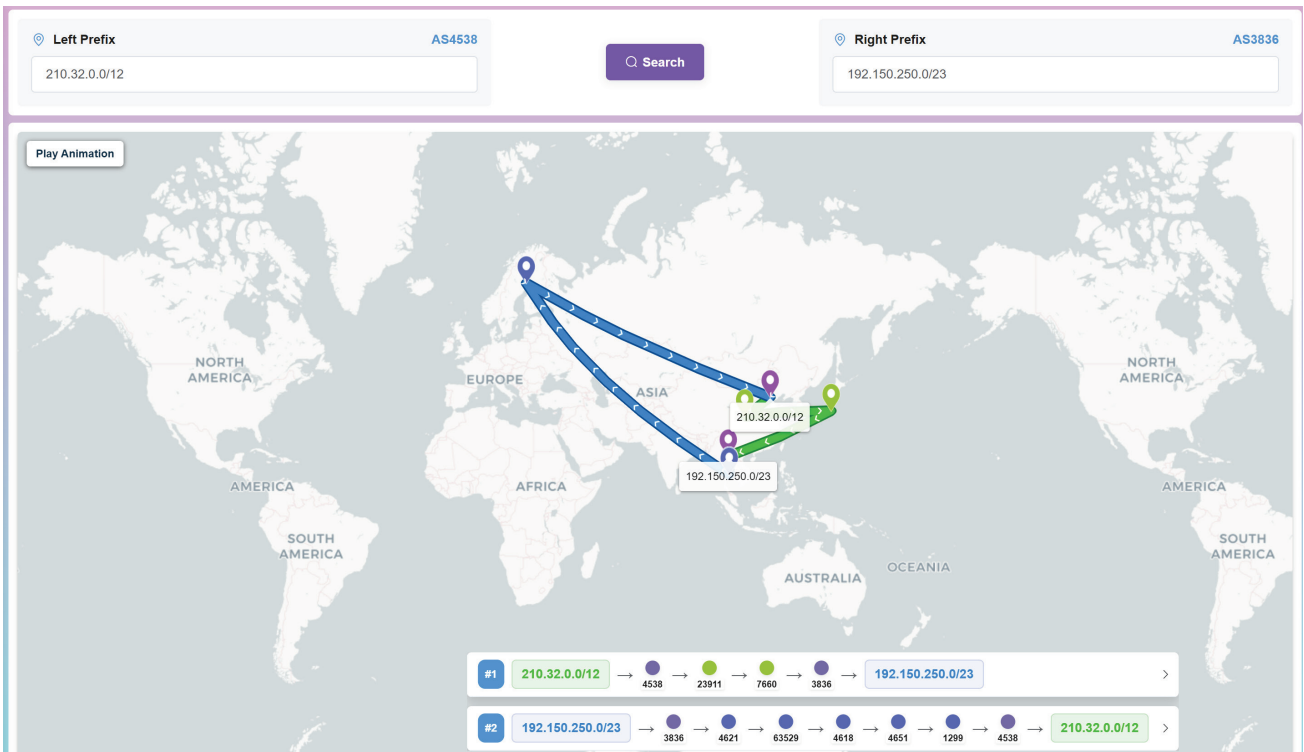 Left Prefix AS4538
210.32.0.0/12
Search
Right Prefix AS3836
192.150.250.0/23
Play Animation
NORTH
AMERICA
EUROPE
ASIA
NORTH
AMERICA
210.32.0.0/12
192.150.250.0/23
AMERICA
AFRICA
AMERICA
SOUTH
AMERICA
AUSTRALIA
OCEANIA
SOUTH
AMERICA
#1 210.32.0.0/12 → 4538 → 23911 → 7660 → 3836 → 192.150.250.0/23
#2 192.150.250.0/23 → 3836 → 4621 → 63529 → 4618 → 4651 → 1299 → 4538 → 210.32.0.0/12